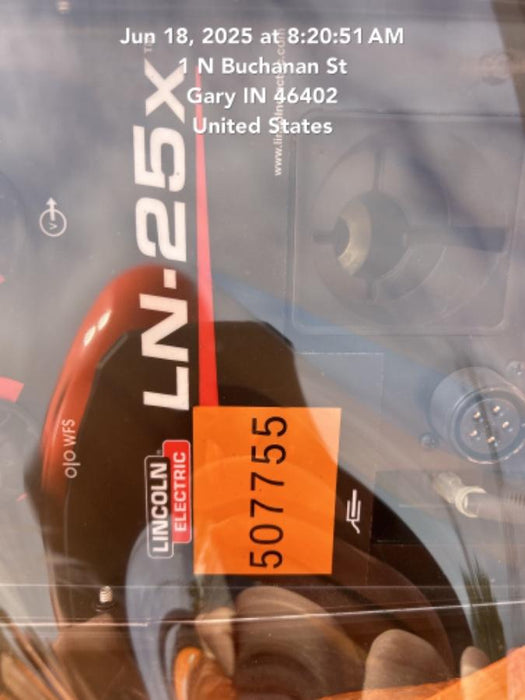 Jun 18, 2025 at 8:20:51 AM
1 N Buchanan St
Gary IN 46402
United States
LN-25X™
LINCOLN
ELECTRIC
507755
WFS
V